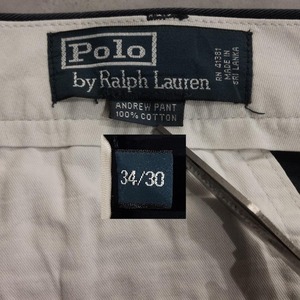 Polo
by Ralph Lauren
RN 41381
MADE IN
SRI LANKA
ANDREW PANT
100% COTTON
34/30